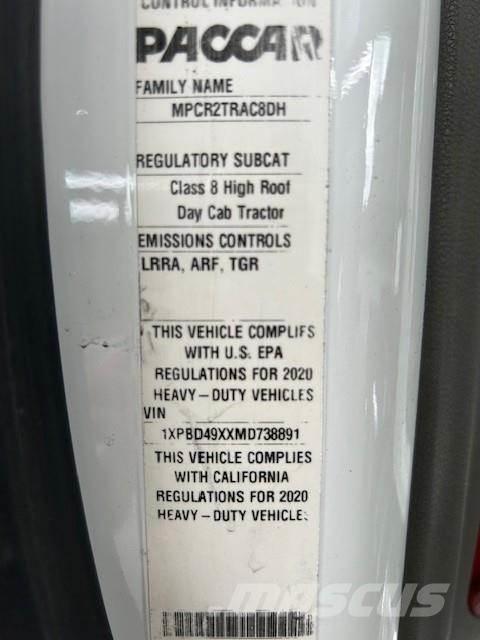 CONTROL INFORMATION
PACCAR
FAMILY NAME
MPCR2TRAC8DH
REGULATORY SUBCAT
Class 8 High Roof
Day Cab Tractor
EMISSIONS CONTROLS
LRRA, ARF, TGR
THIS VEHICLE COMPLIES
WITH U.S. EPA
REGULATIONS FOR 2020
HEAVY-DUTY VEHICLES
VIN
1XPBD49XXMD738891
THIS VEHICLE COMPLIES
WITH CALIFORNIA
REGULATIONS FOR 2020
HEAVY-DUTY VEHICLES
mascus